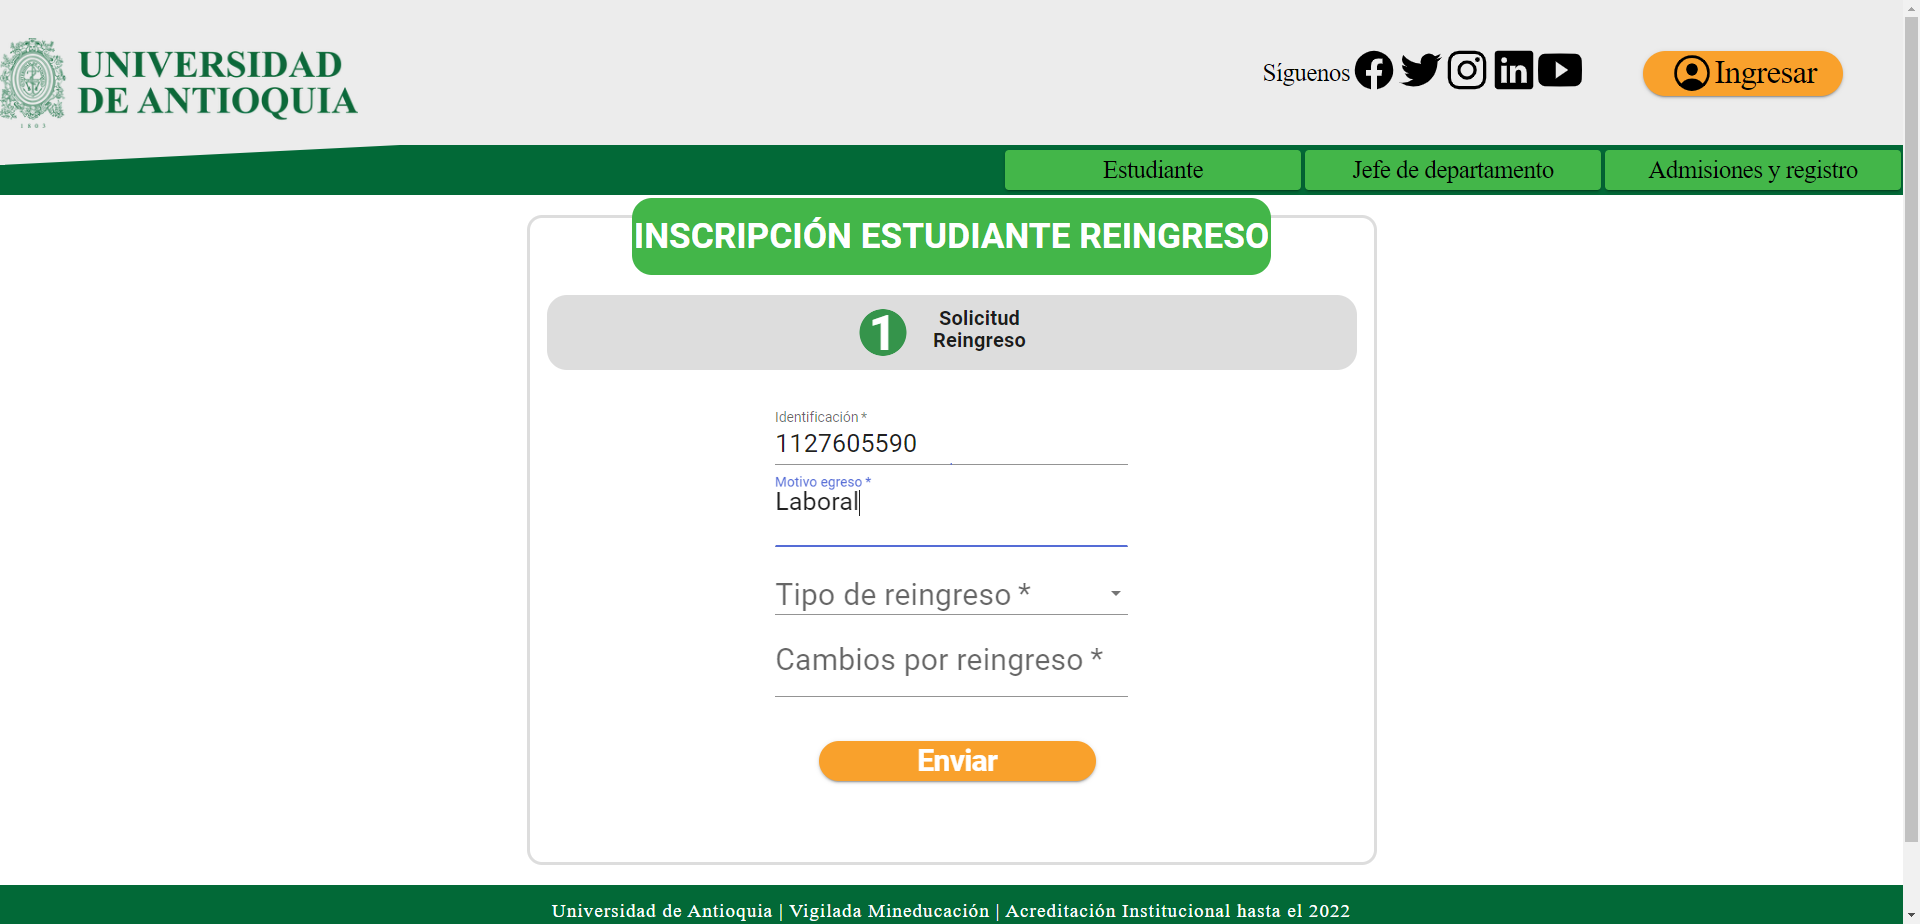 UNIVERSIDAD
DE ANTIOQUIA
1803
Síguenos
Ingresar
Estudiante
Jefe de departamento
Admisiones y registro
INSCRIPCIÓN ESTUDIANTE REINGRESO
1
Solicitud
Reingreso
Identificación *
1127605590
Motivo egreso *
Laboral
Tipo de reingreso *
Cambios por reingreso *
Enviar
Universidad de Antioquia | Vigilada Mineducación | Acreditación Institucional hasta el 2022